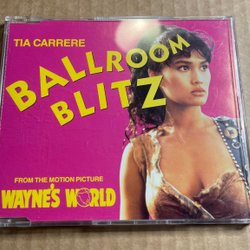 TIA CARRERE
BALLROOM
BLITZ
FROM THE MOTION PICTURE
WAYNE'S WORLD